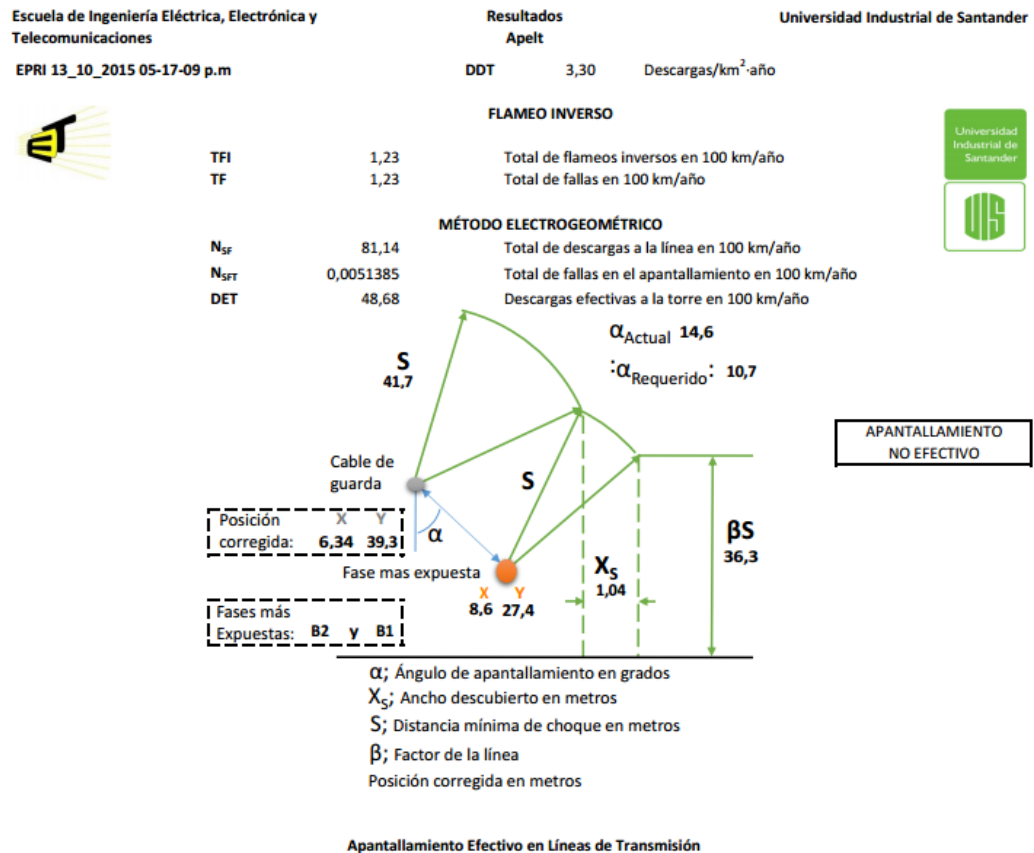 Escuela de Ingeniería Eléctrica, Electrónica y Telecomunicaciones
Resultados
Apelt
Universidad Industrial de Santander
EPRI 13_10_2015 05-17-09 p.m
DDT 3,30 Descargas/km²·año
FLAMEO INVERSO
Universidad
Industrial de
Santander
TFI 1,23 Total de flameos inversos en 100 km/año
TF 1,23 Total de fallas en 100 km/año
UIS
MÉTODO ELECTROGEOMÉTRICO
N_SF 81,14 Total de descargas a la línea en 100 km/año
N_SFT 0,0051385 Total de fallas en el apantallamiento en 100 km/año
DET 48,68 Descargas efectivas a la torre en 100 km/año
α_Actual 14,6
:α_Requerido: 10,7
S
41,7
APANTALLAMIENTO
NO EFECTIVO
Cable de
guarda
S
α
Posición X Y
corregida: 6,34 39,3
βS
36,3
Fase mas expuesta
X Y
8,6 27,4
X_S
1,04
Fases más
Expuestas: B2 y B1
α; Ángulo de apantallamiento en grados
X_S; Ancho descubierto en metros
S; Distancia mínima de choque en metros
β; Factor de la línea
Posición corregida en metros
Apantallamiento Efectivo en Líneas de Transmisión